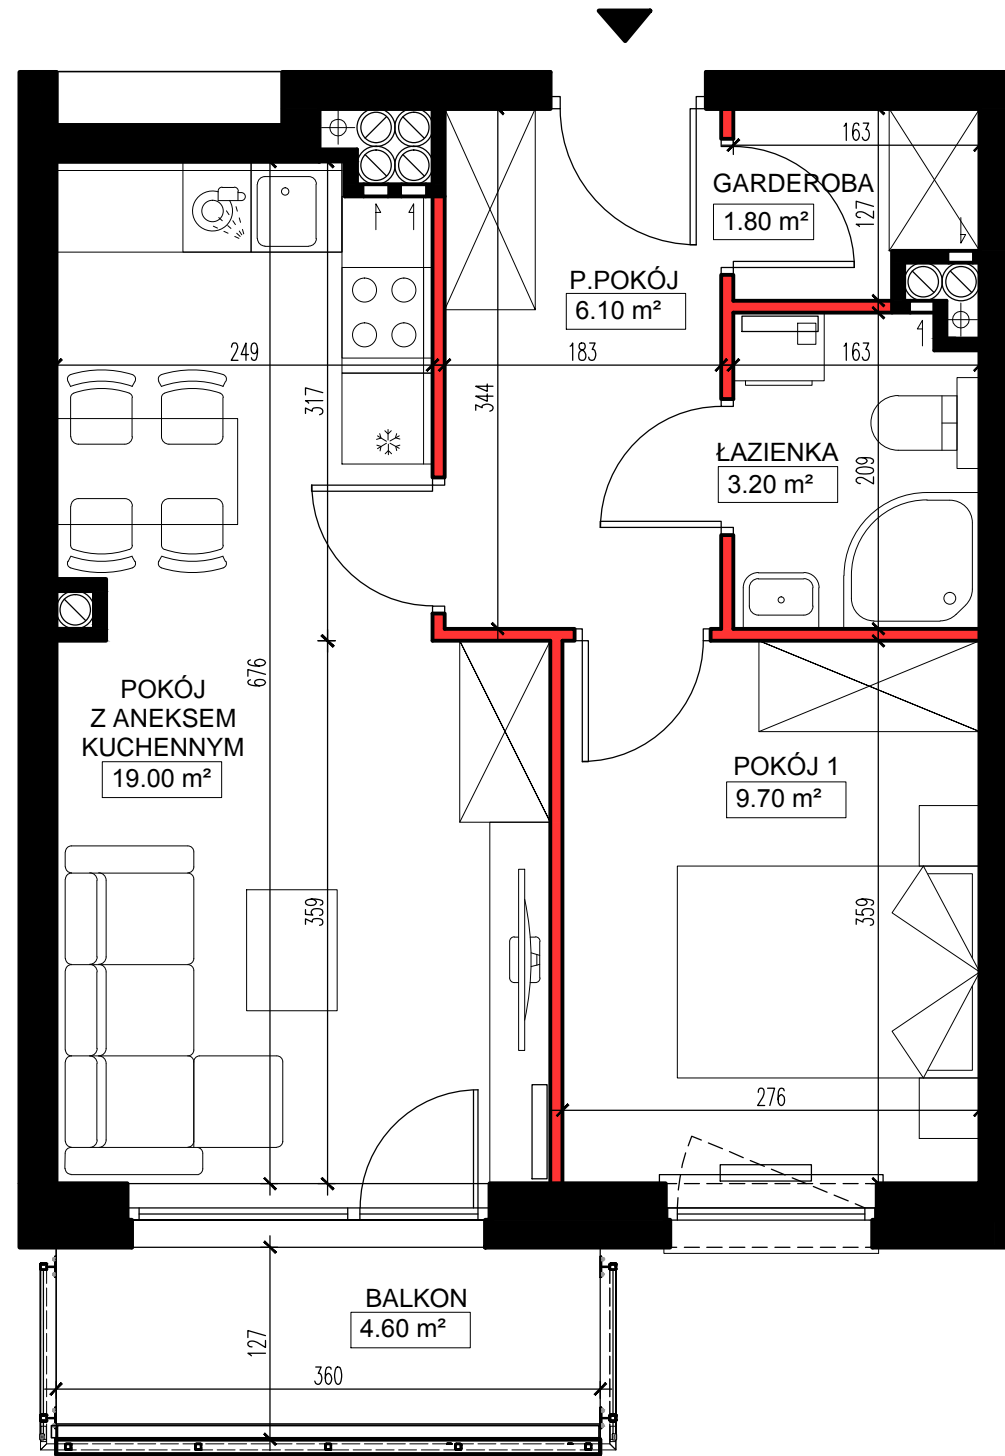 163
GARDEROBA
1.80 m²
127
P.POKÓJ
6.10 m²
249
183
163
317
344
ŁAZIENKA
3.20 m²
209
676
POKÓJ
Z ANEKSEM
KUCHENNYM
19.00 m²
POKÓJ 1
9.70 m²
359
359
276
BALKON
4.60 m²
127
360